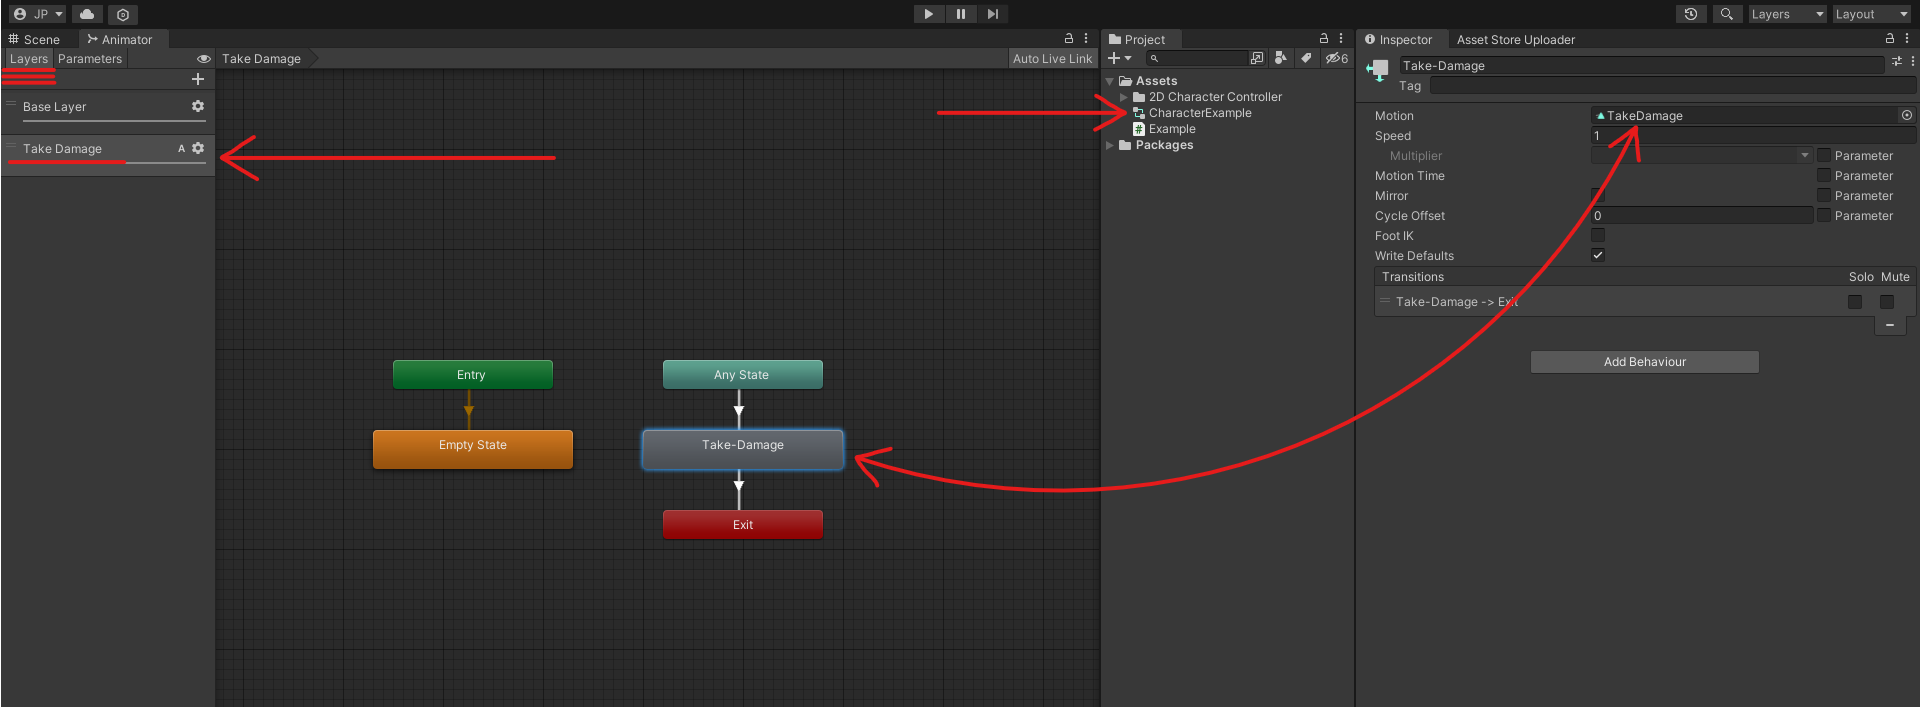 JP
Layers
Layout
Scene
Animator
Project
Inspector
Asset Store Uploader
Layers
Parameters
Take Damage
Auto Live Link
6
Base Layer
Take Damage
A
Entry
Any State
Empty State
Take-Damage
Exit
Assets
2D Character Controller
CharacterExample
Example
Packages
Take-Damage
Tag
Motion
TakeDamage
Speed
1
Multiplier
Parameter
Motion Time
Parameter
Mirror
Parameter
Cycle Offset
0
Parameter
Foot IK
Write Defaults
Transitions
Solo
Mute
Take-Damage -> Exit
Add Behaviour